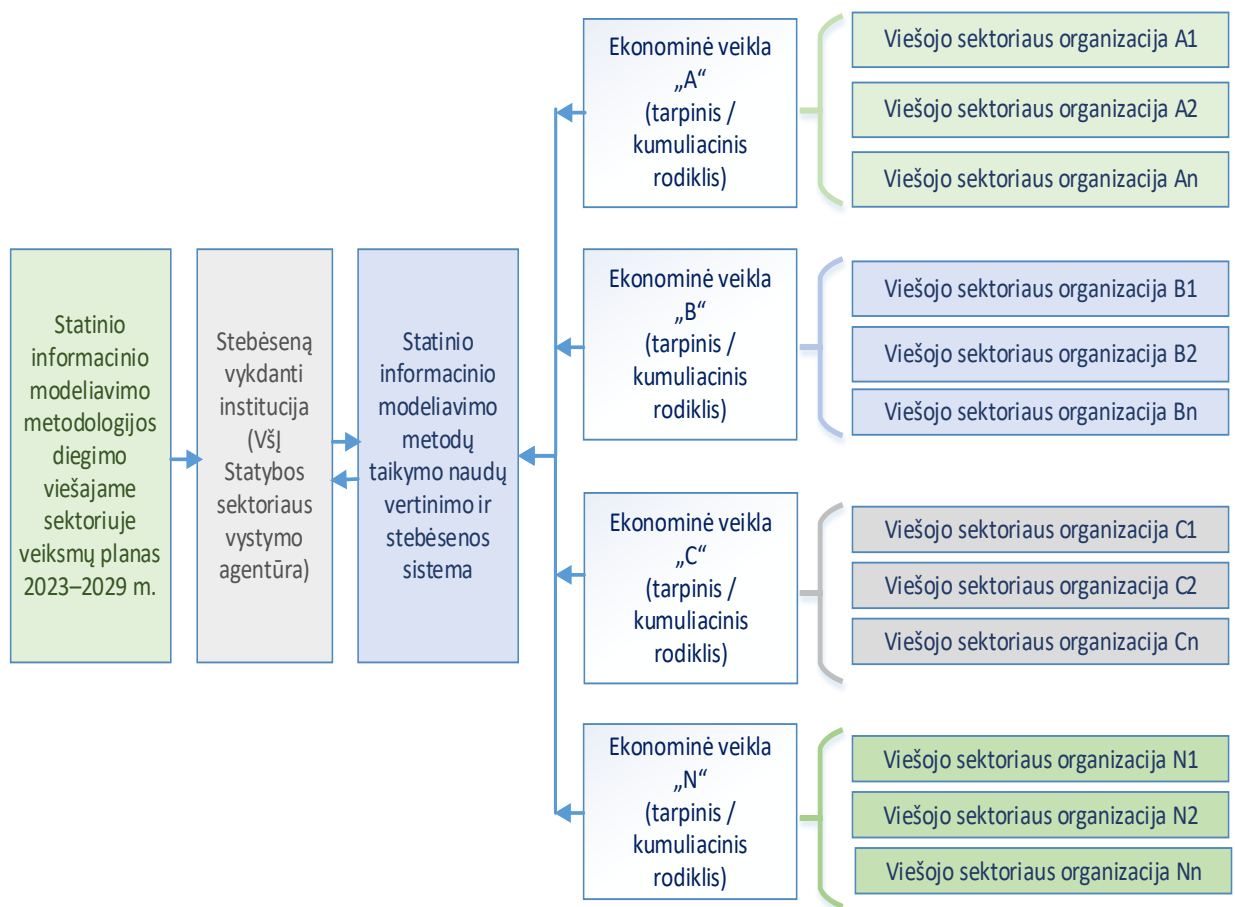 Statinio
informacinio
modeliavimo
metodologijos
diegimo
viešajame
sektoriuje
veiksmų planas
2023–2029 m.
Stebėseną
vykdanti
institucija
(VšĮ
Statybos
sektoriaus
vystymo
agentūra)
Statinio
informacinio
modeliavimo
metodų
taikymo naudų
vertinimo ir
stebėsenos
sistema
Ekonominė veikla
„A“
(tarpinis /
kumuliacinis
rodiklis)
Viešojo sektoriaus organizacija A1
Viešojo sektoriaus organizacija A2
Viešojo sektoriaus organizacija An
Ekonominė veikla
„B“
(tarpinis /
kumuliacinis
rodiklis)
Viešojo sektoriaus organizacija B1
Viešojo sektoriaus organizacija B2
Viešojo sektoriaus organizacija Bn
Ekonominė veikla
„C“
(tarpinis /
kumuliacinis
rodiklis)
Viešojo sektoriaus organizacija C1
Viešojo sektoriaus organizacija C2
Viešojo sektoriaus organizacija Cn
Ekonominė veikla
„N“
(tarpinis /
kumuliacinis
rodiklis)
Viešojo sektoriaus organizacija N1
Viešojo sektoriaus organizacija N2
Viešojo sektoriaus organizacija Nn